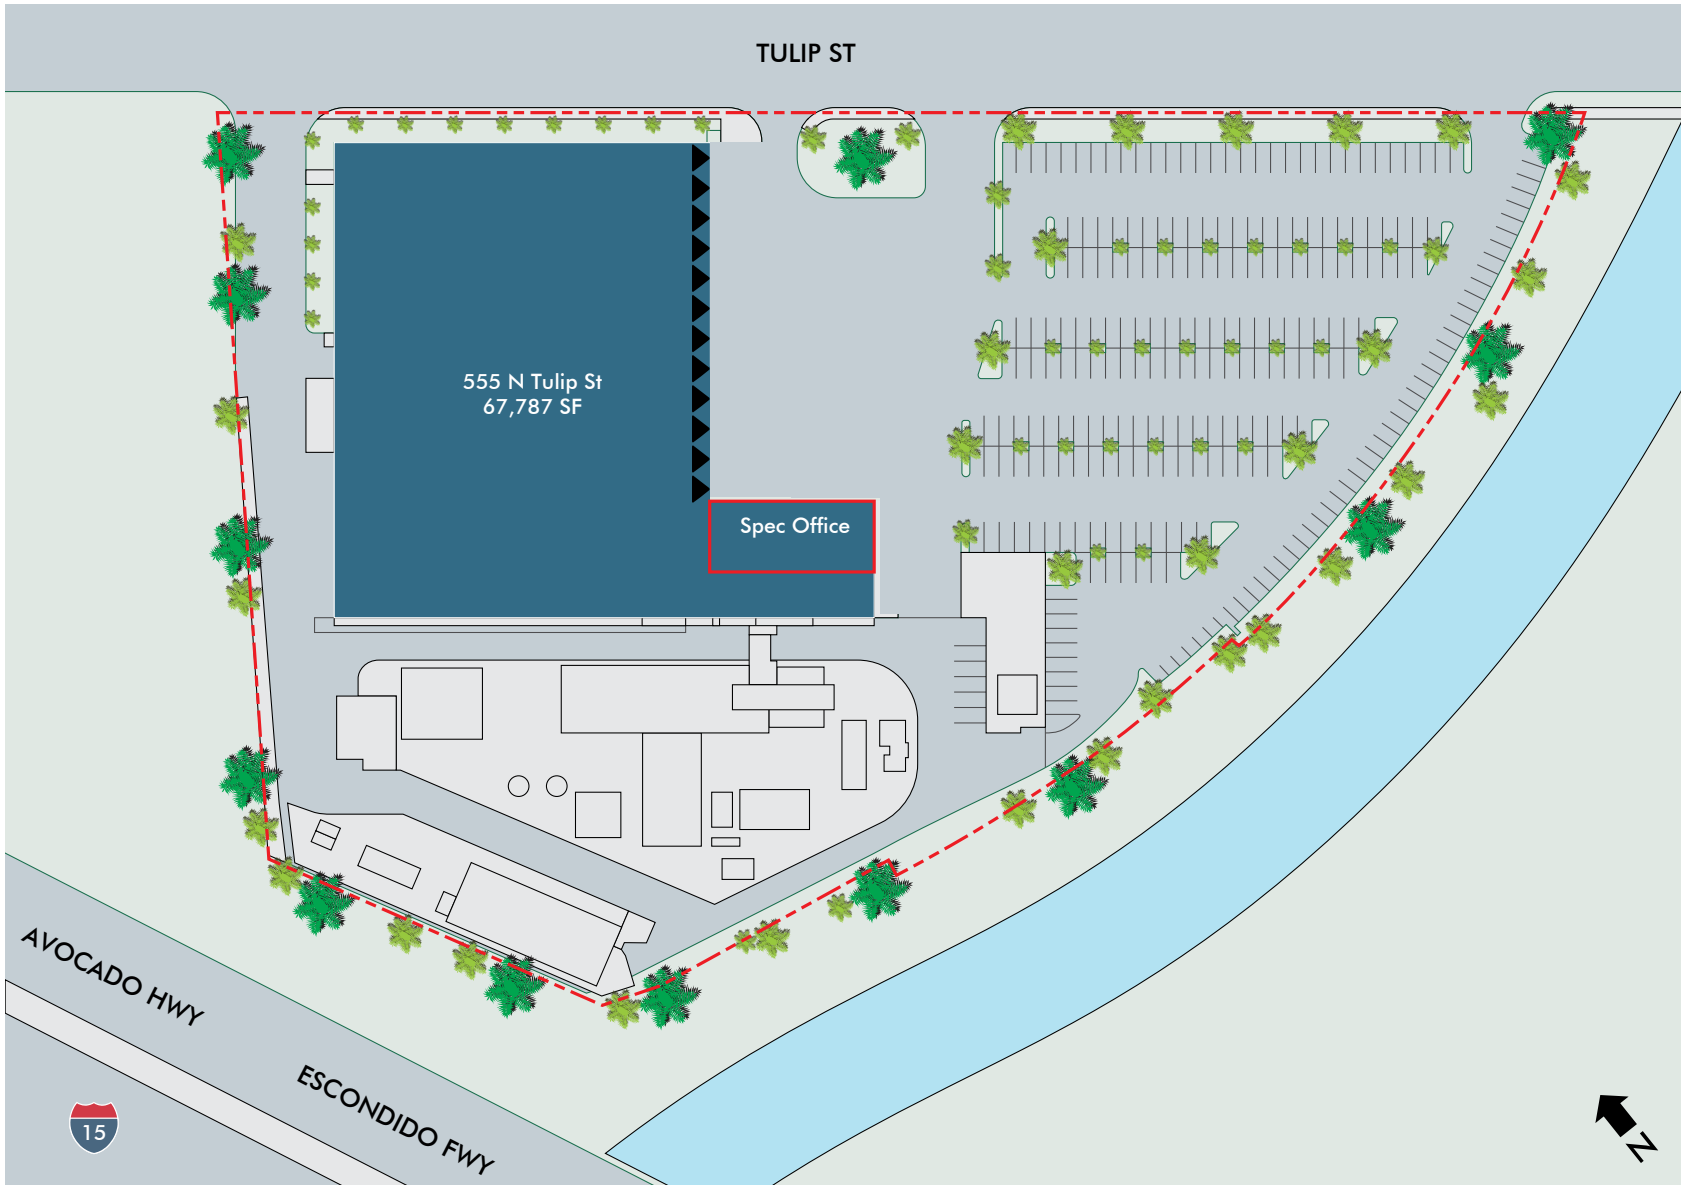 TULIP ST
555 N Tulip St
67,787 SF
Spec Office
AVOCADO HWY
ESCONDIDO FWY
15
N